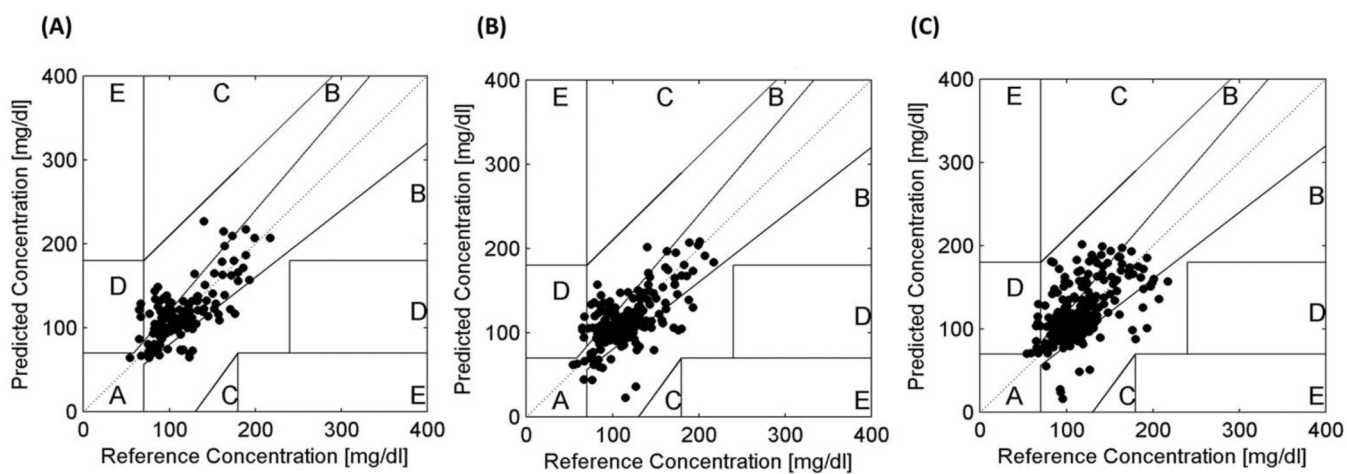 (A)
(B)
(C)
Predicted Concentration [mg/dl]
400
300
200
100
0
E
C
B
B
D
D
A
C
E
0
100
200
300
400
Reference Concentration [mg/dl]
Predicted Concentration [mg/dl]
400
300
200
100
0
E
C
B
B
D
D
A
C
E
0
100
200
300
400
Reference Concentration [mg/dl]
Predicted Concentration [mg/dl]
400
300
200
100
0
E
C
B
B
D
D
A
C
E
0
100
200
300
400
Reference Concentration [mg/dl]